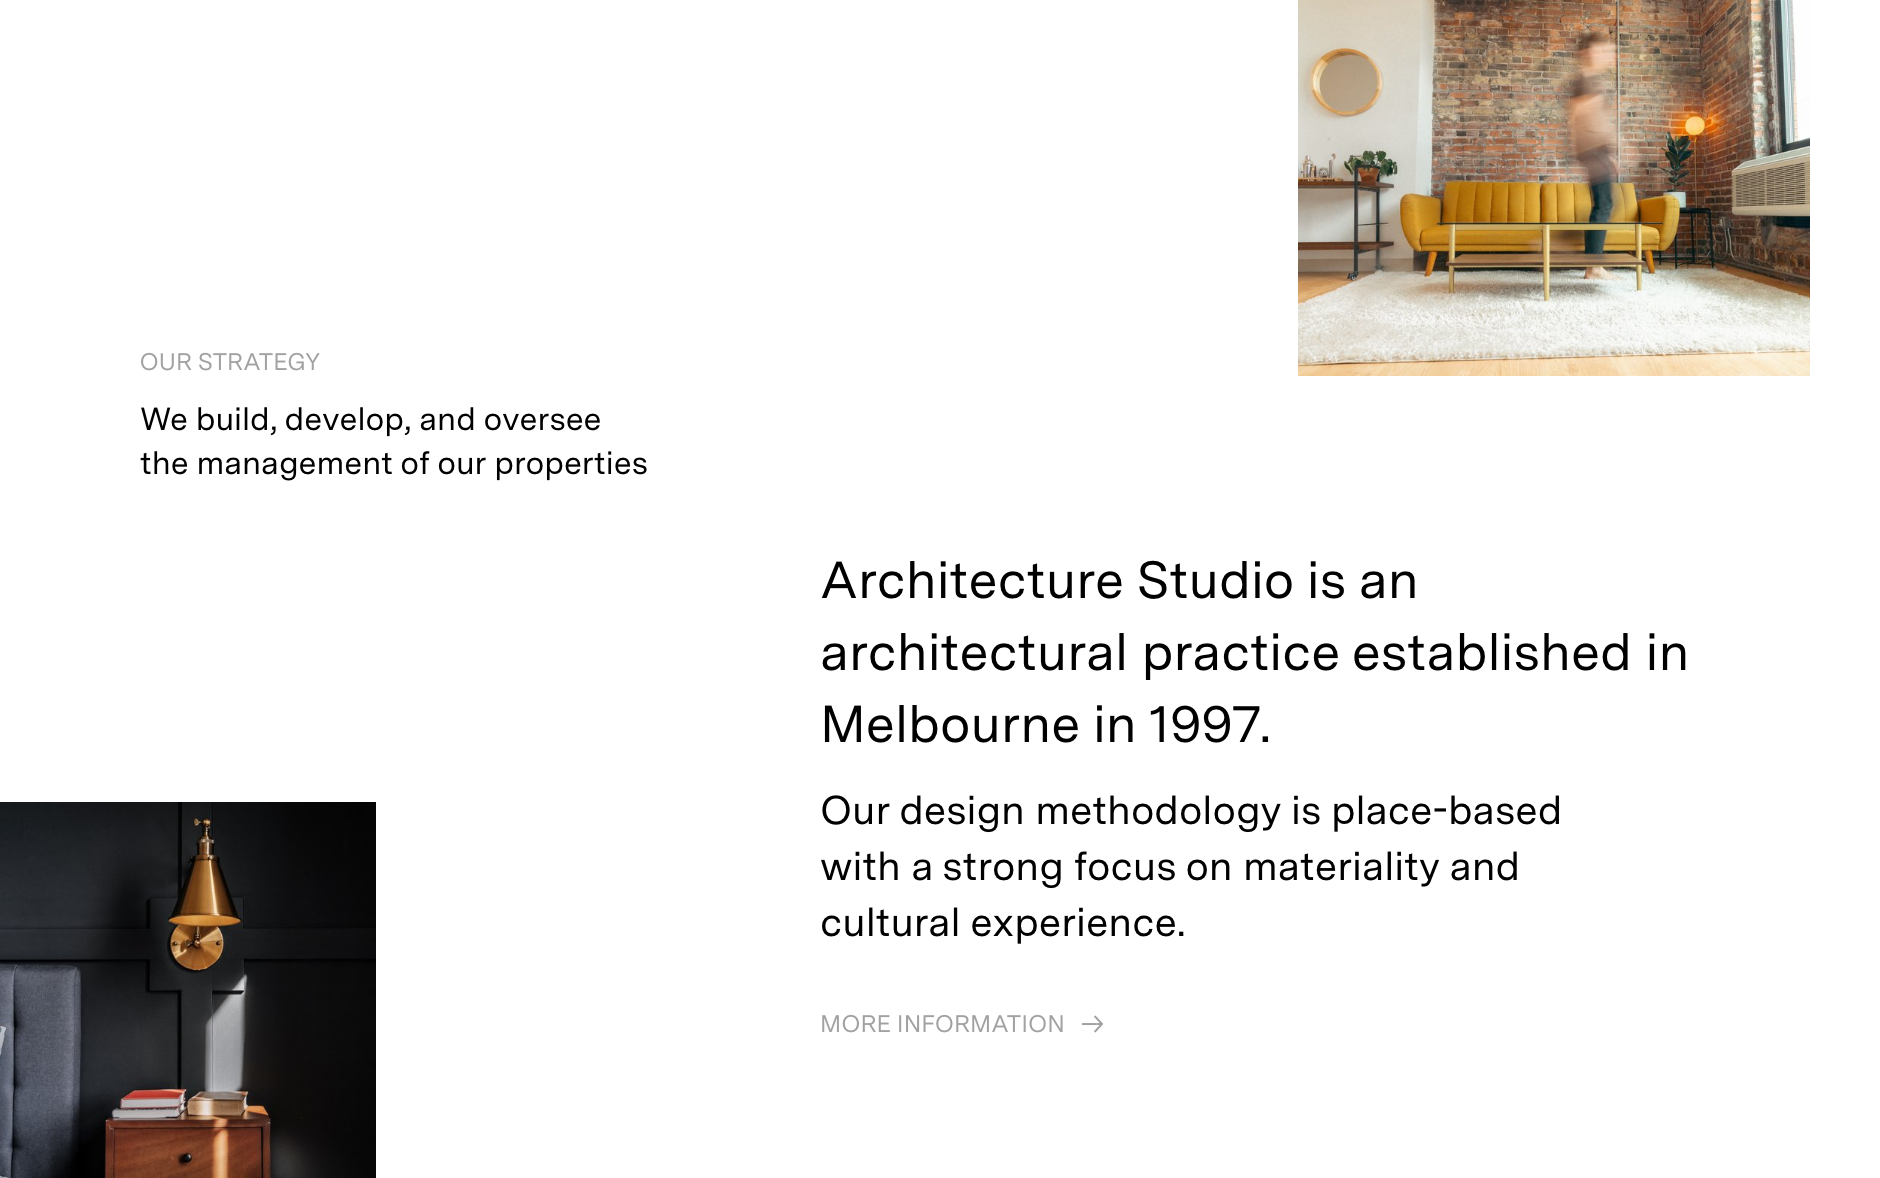 OUR STRATEGY
We build, develop, and oversee
the management of our properties
Architecture Studio is an
architectural practice established in
Melbourne in 1997.
Our design methodology is place-based
with a strong focus on materiality and
cultural experience.
MORE INFORMATION →